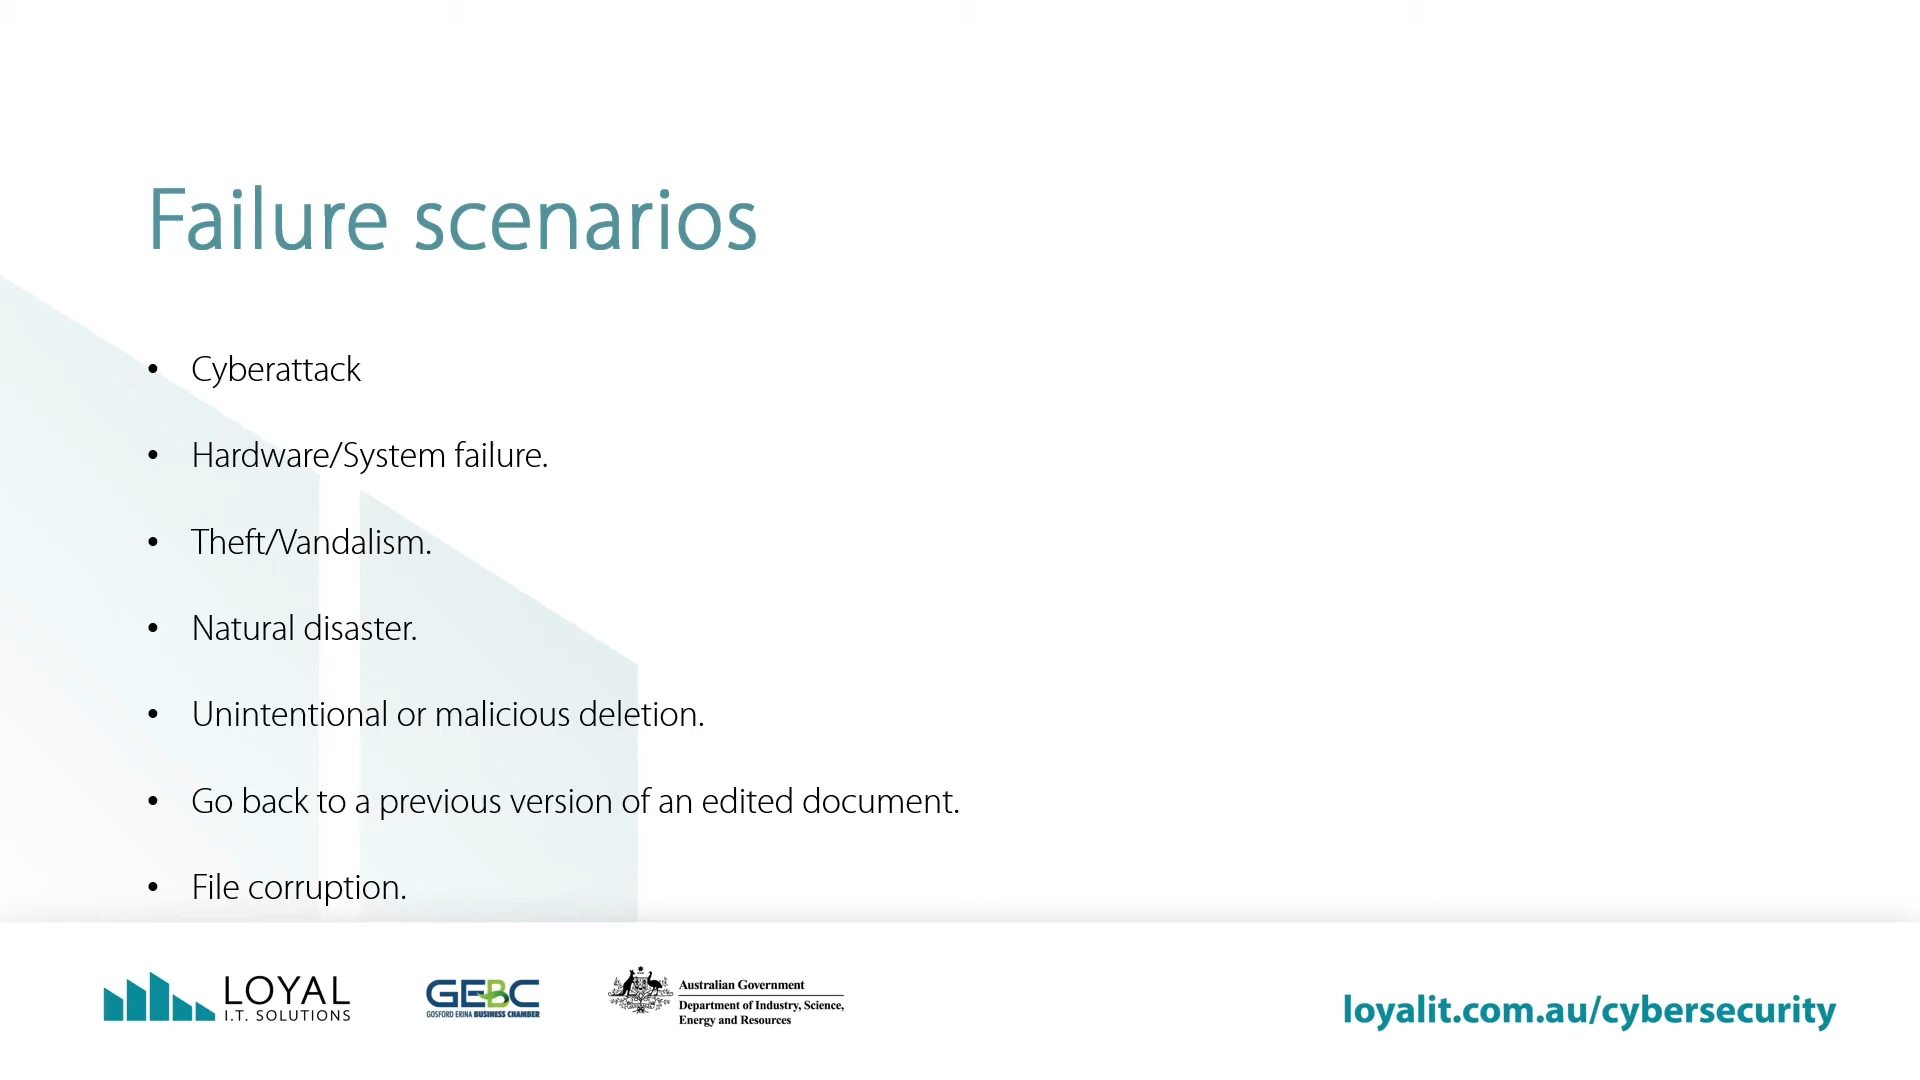 Failure scenarios
• Cyberattack
• Hardware/System failure.
• Theft/Vandalism.
• Natural disaster.
• Unintentional or malicious deletion.
• Go back to a previous version of an edited document.
• File corruption.
LOYAL
I.T. SOLUTIONS
GEBC
GOSFORD ERINA BUSINESS CHAMBER
Australian Government
Department of Industry, Science,
Energy and Resources
loyalit.com.au/cybersecurity